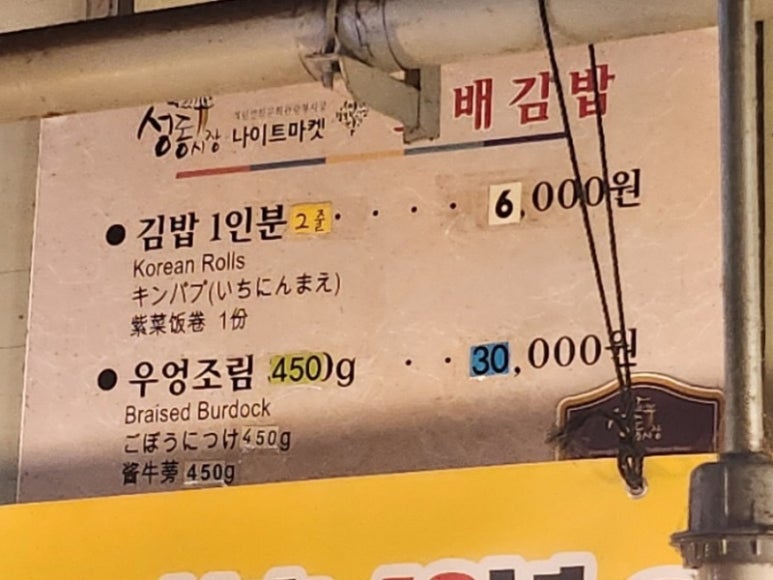 성동시장 나이트마켓
배김밥
● 김밥 1인분 2줄 · · · · 6,000원
Korean Rolls
キンパプ(いちにんまえ)
紫菜饭卷 1份
● 우엉조림 450)g · · 30,000원
Braised Burdock
ごぼうにつけ450g
酱牛蒡 450g